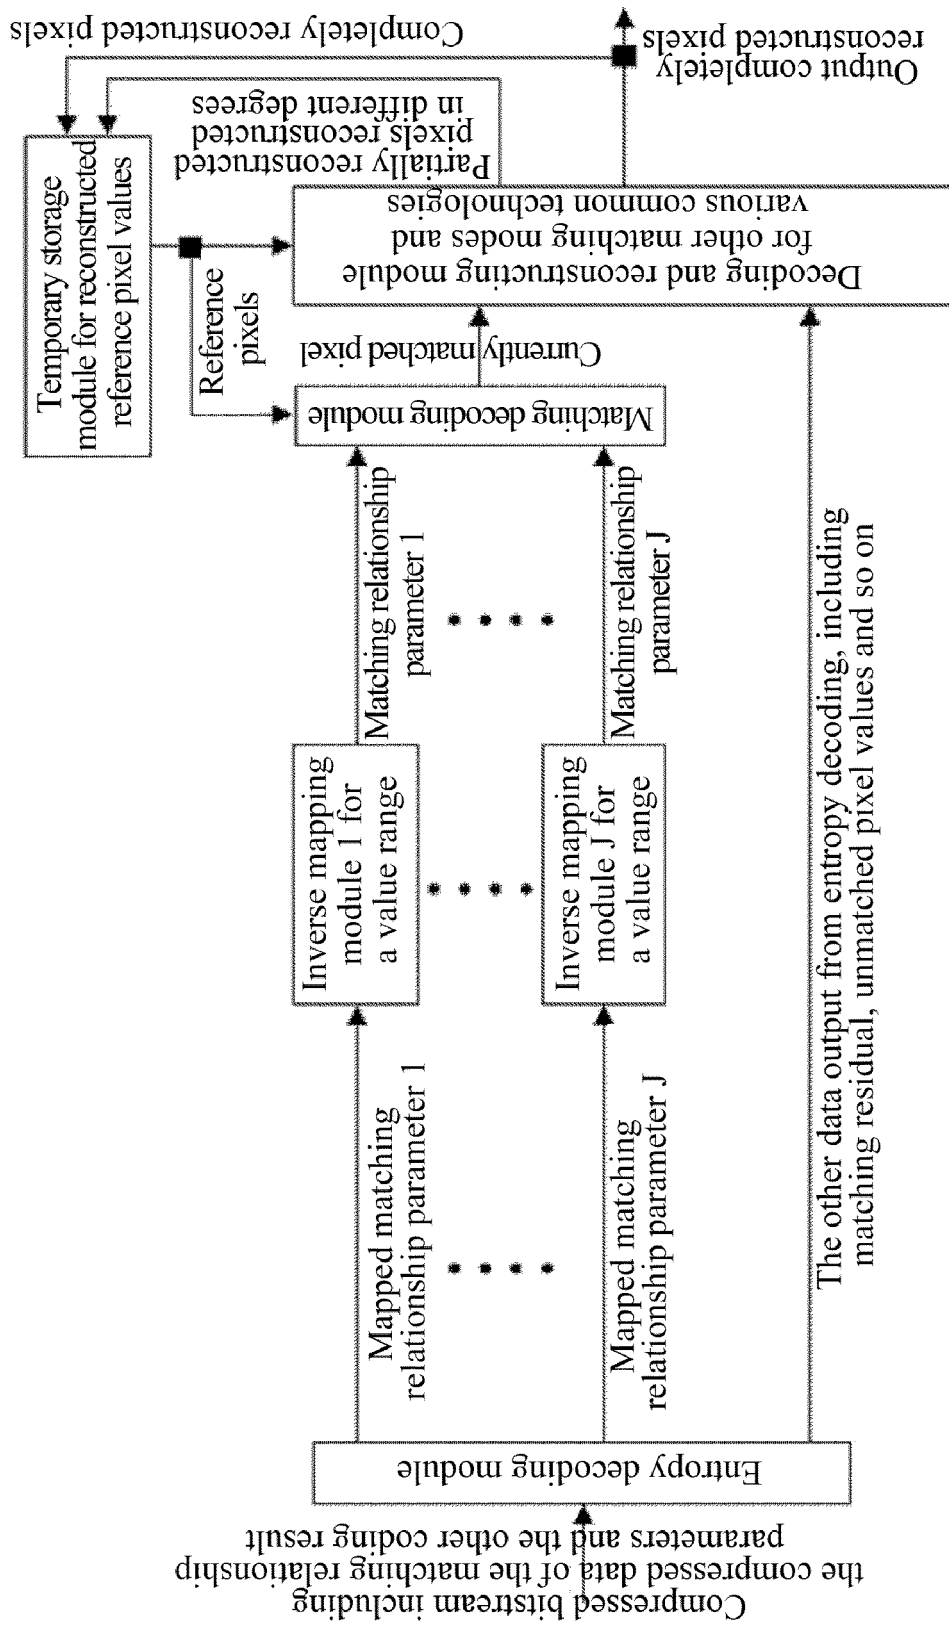 Compressed bitstream including
the compressed data of the matching relationship
parameters and the other coding result
Entropy decoding module
Mapped matching
relationship parameter 1
Mapped matching
relationship parameter J
Inverse mapping
module 1 for
a value range
Inverse mapping
module J for
a value range
Matching relationship
parameter 1
Matching relationship
parameter J
The other data output from entropy decoding, including
matching residual, unmatched pixel values and so on
Matching decoding module
Currently matched pixel
Reference
pixels
Temporary storage
module for reconstructed
reference pixel values
Decoding and reconstructing module
for other matching modes and
various common technologies
Partially reconstructed
pixels reconstructed
in different degrees
Completely reconstructed pixels
Output completely
reconstructed pixels